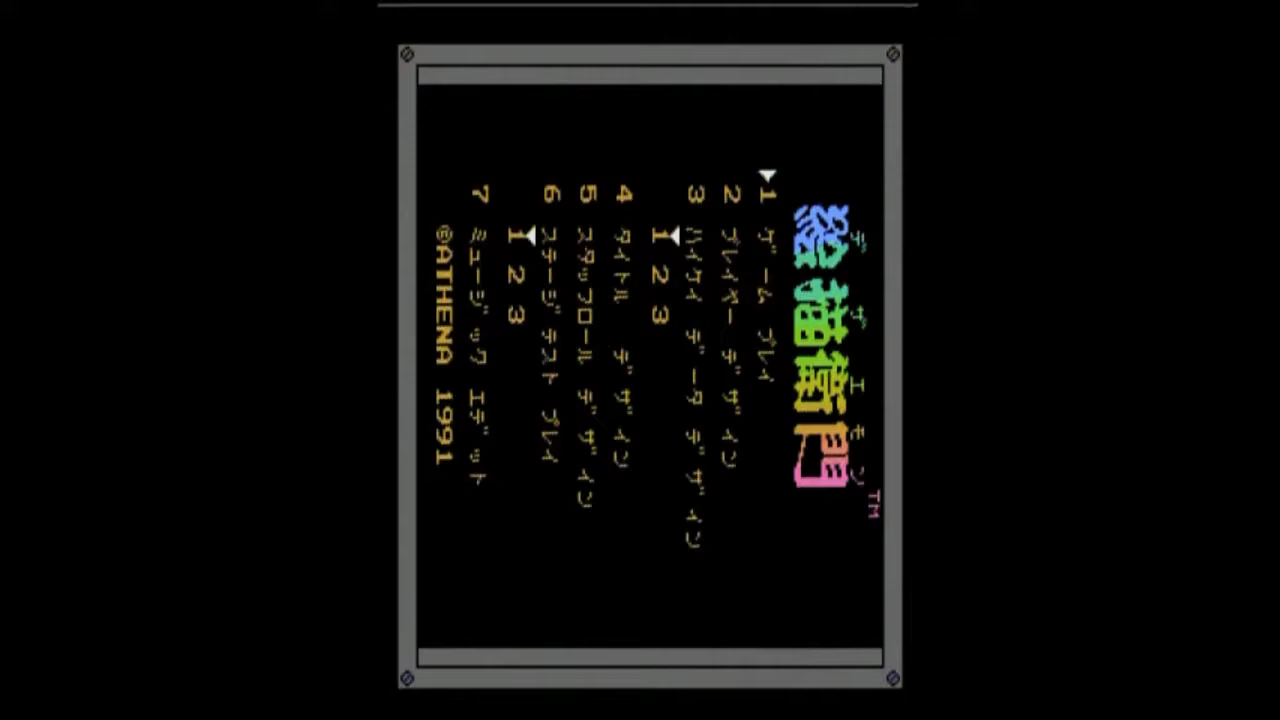 デザエモン
絵描衛門™
1 ゲーム プレイ
2 プレイヤー デザイン
3 ハイケイ データ デザイン
1 2 3
4 タイトル デザイン
5 スタッフロール デザイン
6 ステージ テスト プレイ
1 2 3
7 ミュージック エデット
©ATHENA 1991